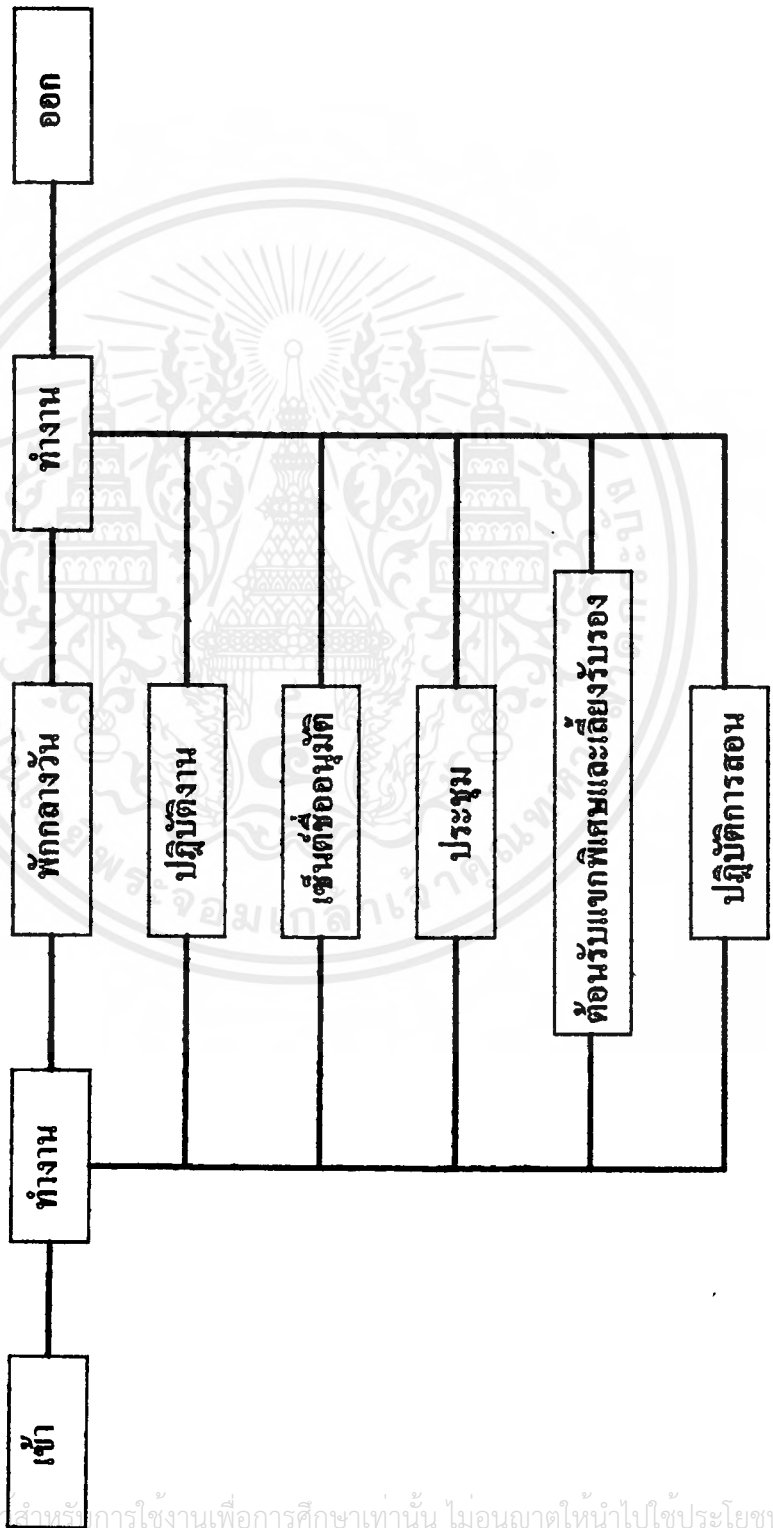 เข้า
ทำงาน
พักกลางวัน
ทำงาน
ออก
ปฏิบัติงาน
เซ็นต์ชื่ออนุมัติ
ประชุม
ต้อนรับแขกพิเศษและเลี้ยงรับรอง
ปฏิบัติการสอน
สำหรับการใช้งานเพื่อการศึกษาเท่านั้น ไม่อนุญาตให้นำไปใช้ประโยชน์